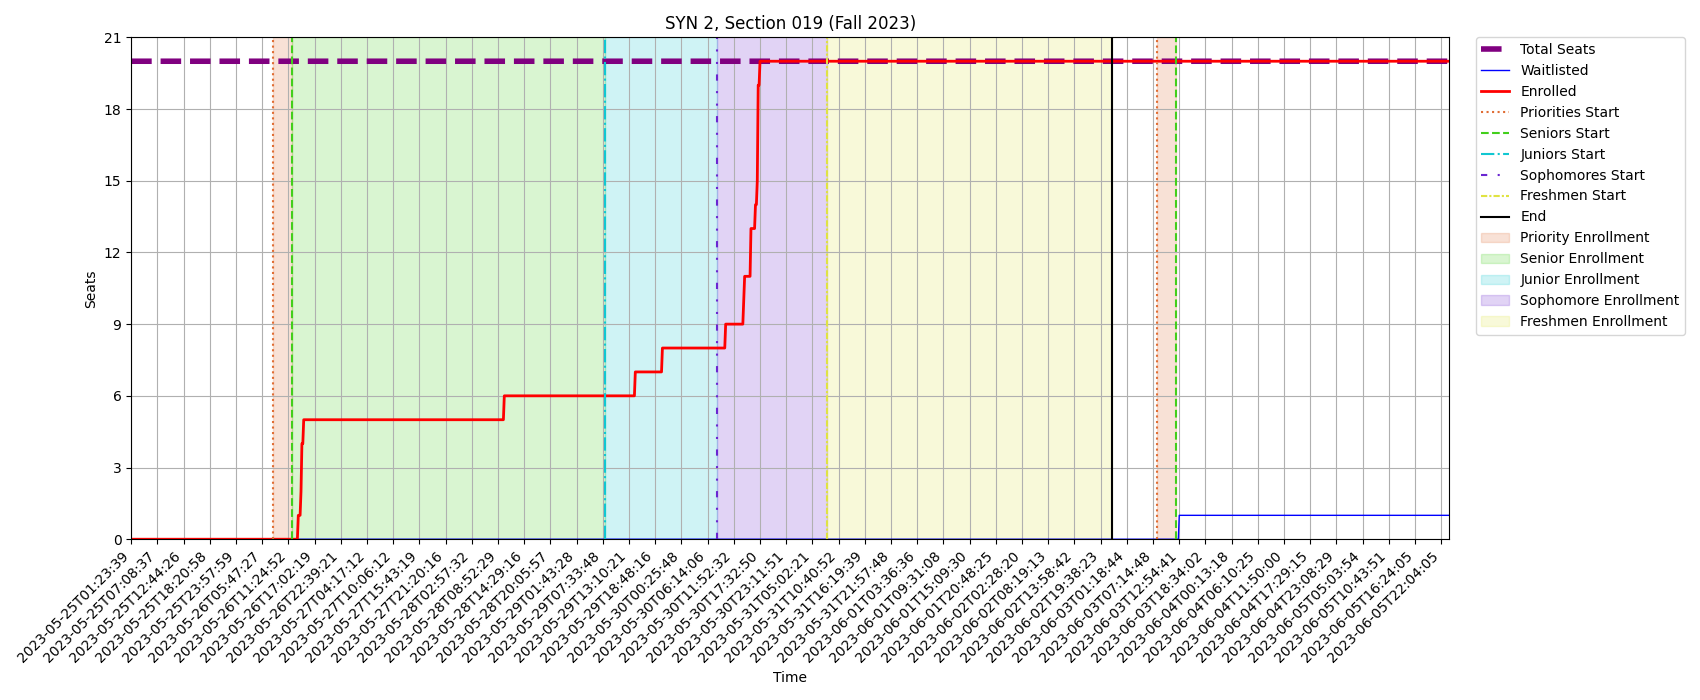 SYN 2, Section 019 (Fall 2023)
21
18
15
12
9
6
3
0
Seats
2023-05-25T01:23:39
2023-05-25T07:08:37
2023-05-25T12:44:26
2023-05-25T18:20:58
2023-05-25T23:57:59
2023-05-26T05:47:27
2023-05-26T11:24:52
2023-05-26T17:02:19
2023-05-26T22:39:21
2023-05-27T04:17:12
2023-05-27T10:06:12
2023-05-27T15:43:19
2023-05-27T21:20:16
2023-05-28T02:57:32
2023-05-28T08:52:29
2023-05-28T14:29:16
2023-05-28T20:05:57
2023-05-29T01:43:28
2023-05-29T07:33:48
2023-05-29T13:10:21
2023-05-29T18:48:16
2023-05-30T00:25:48
2023-05-30T06:14:06
2023-05-30T11:52:32
2023-05-30T17:32:50
2023-05-30T23:11:51
2023-05-31T05:02:21
2023-05-31T10:40:52
2023-05-31T16:19:39
2023-05-31T21:57:48
2023-06-01T03:36:36
2023-06-01T09:31:08
2023-06-01T15:09:30
2023-06-01T20:48:25
2023-06-02T02:28:20
2023-06-02T08:19:13
2023-06-02T13:58:42
2023-06-02T19:38:23
2023-06-03T01:18:44
2023-06-03T07:14:48
2023-06-03T12:54:41
2023-06-03T18:34:02
2023-06-04T00:13:18
2023-06-04T06:10:25
2023-06-04T11:50:00
2023-06-04T17:29:15
2023-06-04T23:08:29
2023-06-05T05:03:54
2023-06-05T10:43:51
2023-06-05T16:24:05
2023-06-05T22:04:05
Time
Total Seats
Waitlisted
Enrolled
Priorities Start
Seniors Start
Juniors Start
Sophomores Start
Freshmen Start
End
Priority Enrollment
Senior Enrollment
Junior Enrollment
Sophomore Enrollment
Freshmen Enrollment